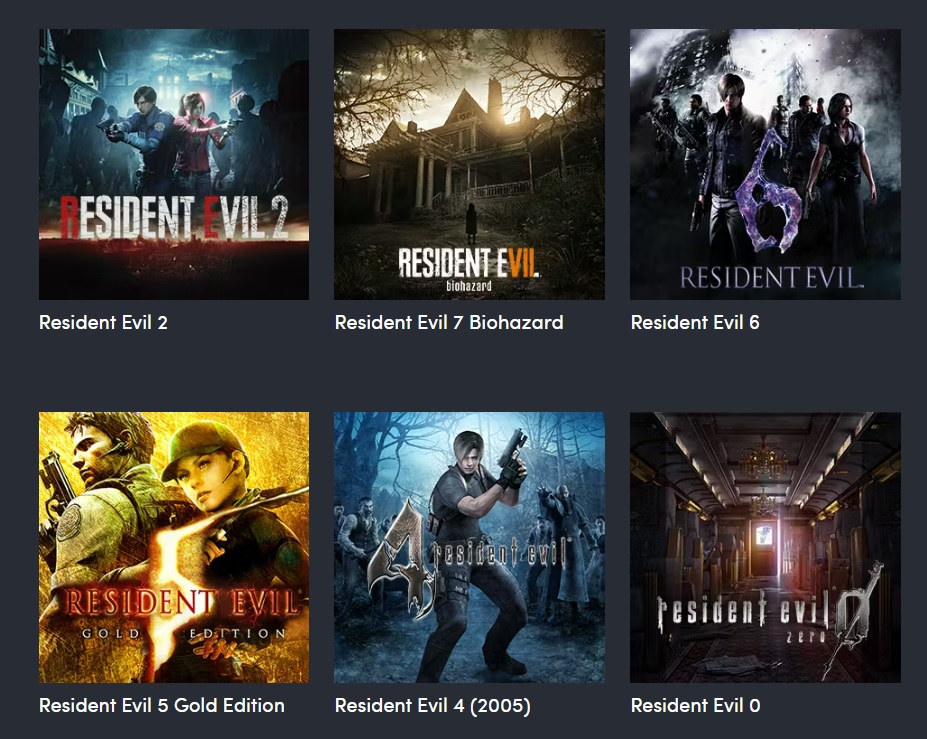 RESIDENT EVIL 2
RESIDENT EVIL
biohazard
6
RESIDENT EVIL
Resident Evil 2
Resident Evil 7 Biohazard
Resident Evil 6
5
RESIDENT EVIL
GOLD EDITION
4
resident evil
resident evil 0
zero
Resident Evil 5 Gold Edition
Resident Evil 4 (2005)
Resident Evil 0